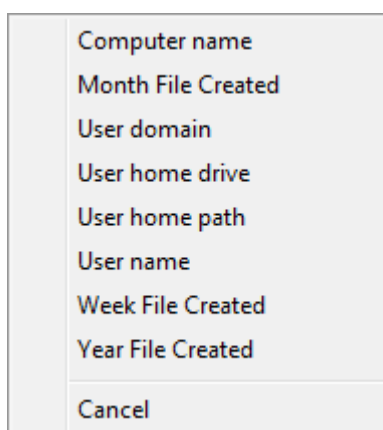 Computer name
Month File Created
User domain
User home drive
User home path
User name
Week File Created
Year File Created
Cancel